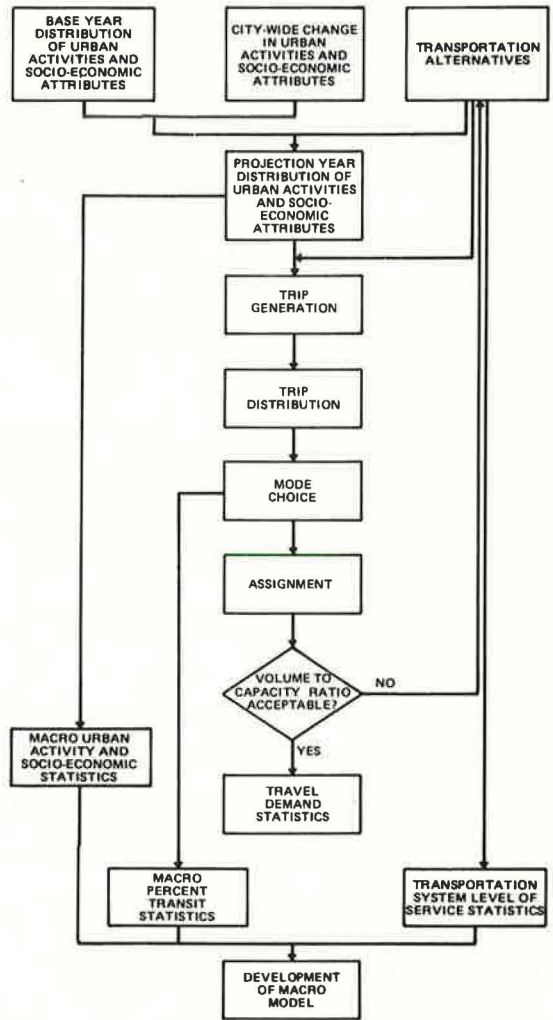 BASE YEAR
DISTRIBUTION
OF URBAN
ACTIVITIES AND
SOCIO-ECONOMIC
ATTRIBUTES
CITY-WIDE CHANGE
IN URBAN
ACTIVITIES AND
SOCIO-ECONOMIC
ATTRIBUTES
TRANSPORTATION
ALTERNATIVES
PROJECTION YEAR
DISTRIBUTION OF
URBAN ACTIVITIES
AND SOCIO-
ECONOMIC
ATTRIBUTES
TRIP
GENERATION
TRIP
DISTRIBUTION
MODE
CHOICE
ASSIGNMENT
VOLUME TO
CAPACITY RATIO
ACCEPTABLE?
NO
YES
MACRO URBAN
ACTIVITY AND
SOCIO-ECONOMIC
STATISTICS
TRAVEL
DEMAND
STATISTICS
MACRO
PERCENT
TRANSIT
STATISTICS
TRANSPORTATION
SYSTEM LEVEL OF
SERVICE STATISTICS
DEVELOPMENT
OF MACRO
MODEL